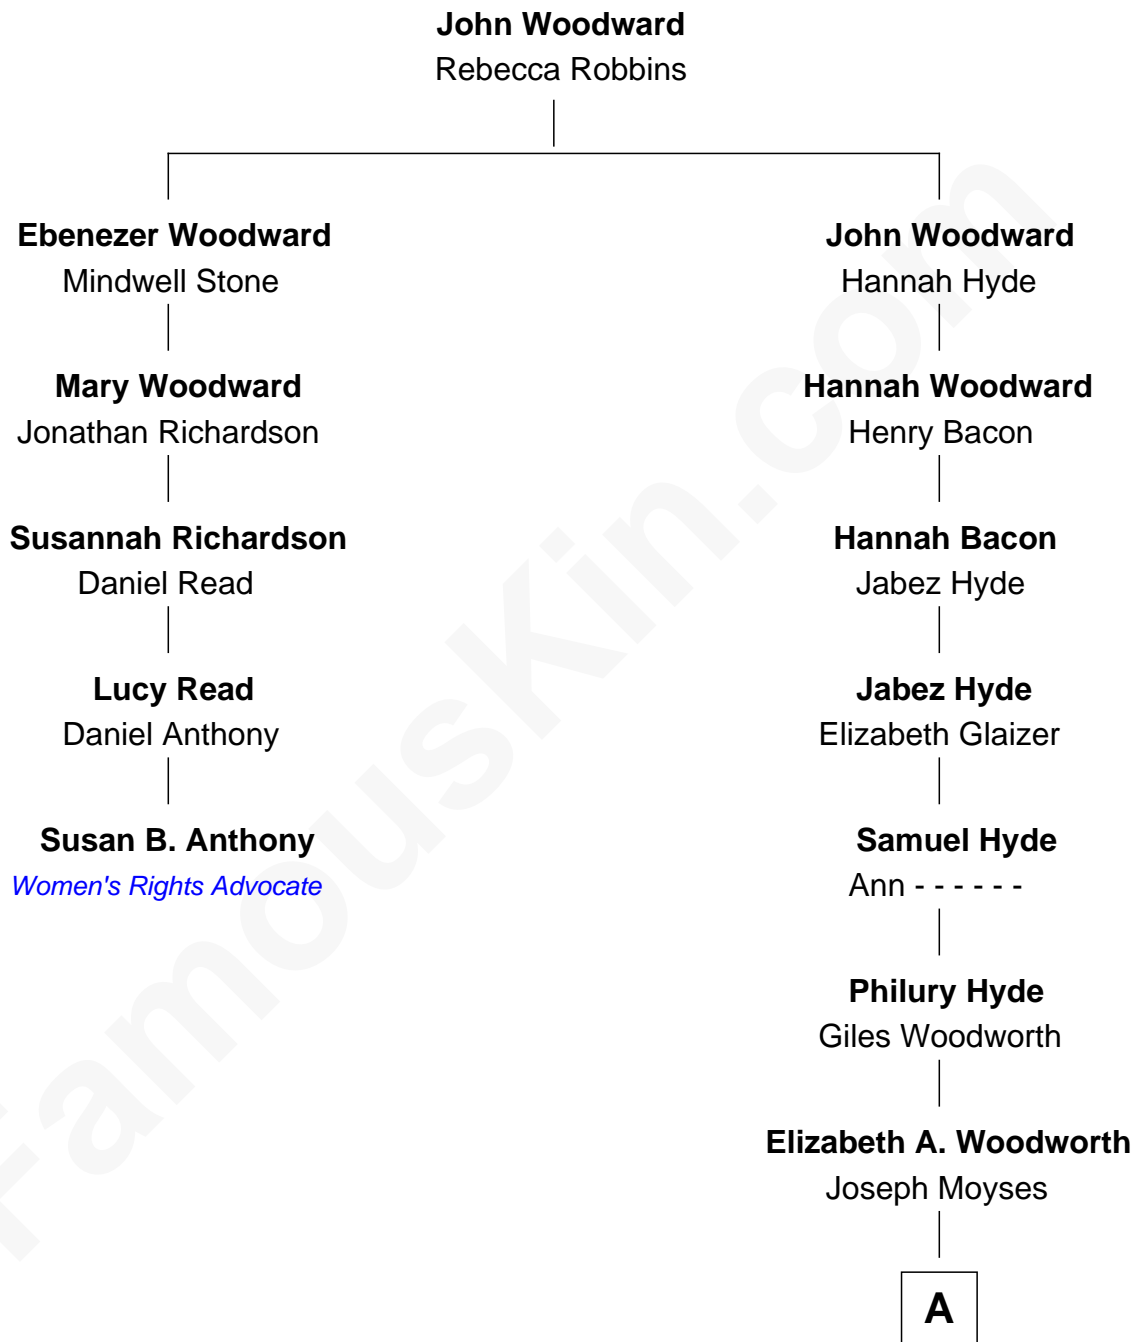 John Woodward
Rebecca Robbins
Ebenezer Woodward
Mindwell Stone
Mary Woodward
Jonathan Richardson
Susannah Richardson
Daniel Read
Lucy Read
Daniel Anthony
Susan B. Anthony
Women's Rights Advocate
John Woodward
Hannah Hyde
Hannah Woodward
Henry Bacon
Hannah Bacon
Jabez Hyde
Jabez Hyde
Elizabeth Glaizer
Samuel Hyde
Ann - - - - - -
Philury Hyde
Giles Woodworth
Elizabeth A. Woodworth
Joseph Moyses
A
FamousKin.com